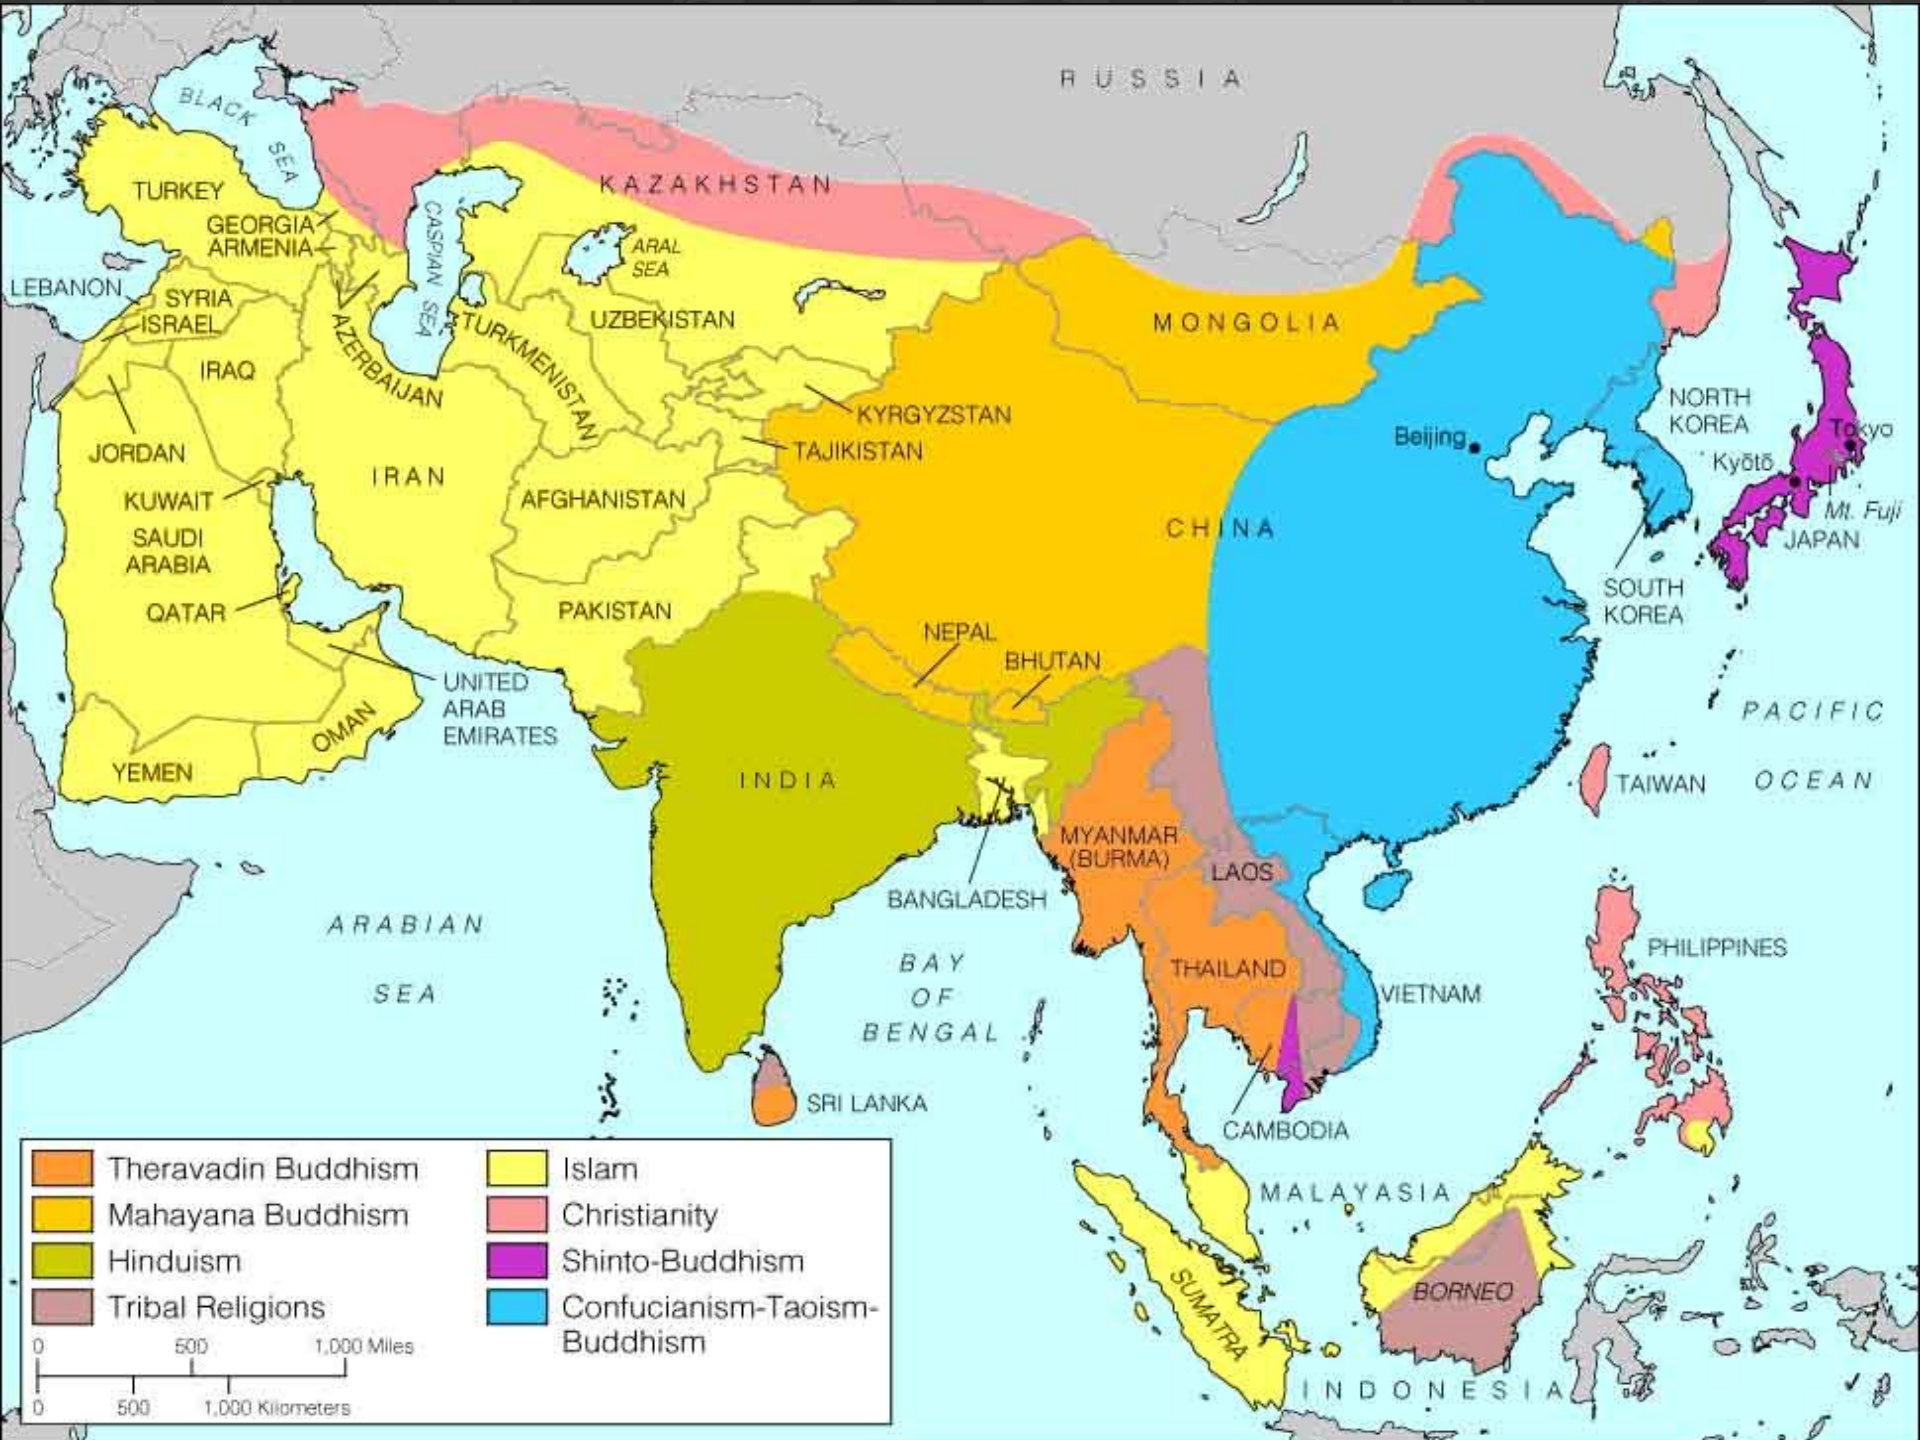 RUSSIA
BLACK
SEA
KAZAKHSTAN
TURKEY
GEORGIA
ARMENIA
CASPIAN SEA
ARAL
SEA
LEBANON
SYRIA
ISRAEL
UZBEKISTAN
MONGOLIA
TURKMENISTAN
AZERBAIJAN
IRAQ
KYRGYZSTAN
NORTH
KOREA
Tokyo
Beijing
JORDAN
TAJIKISTAN
Kyōtō
IRAN
KUWAIT
AFGHANISTAN
Mt. Fuji
CHINA
SAUDI
ARABIA
JAPAN
SOUTH
KOREA
QATAR
PAKISTAN
NEPAL
BHUTAN
UNITED
ARAB
EMIRATES
PACIFIC
OCEAN
OMAN
YEMEN
INDIA
TAIWAN
MYANMAR
(BURMA)
LAOS
BANGLADESH
ARABIAN
SEA
PHILIPPINES
BAY
OF
BENGAL
THAILAND
VIETNAM
SRI LANKA
CAMBODIA
MALAYASIA
SUMATRA
BORNEO
INDONESIA
Theravadin Buddhism
Mahayana Buddhism
Hinduism
Tribal Religions
Islam
Christianity
Shinto-Buddhism
Confucianism-Taoism-
Buddhism
0 500 1,000 Miles
0 500 1,000 Kilometers